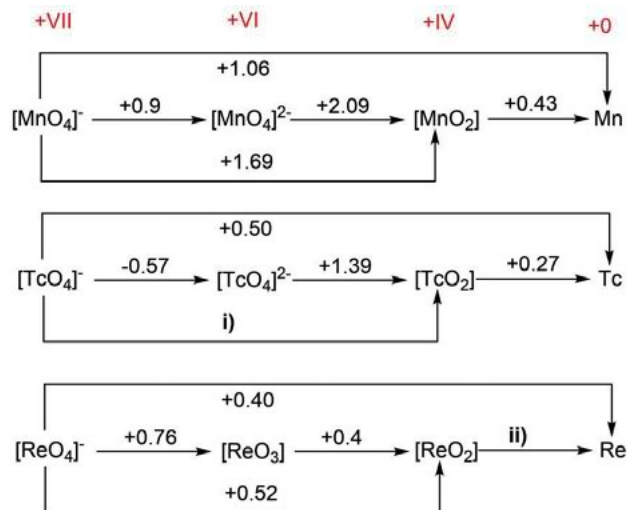 +VII +VI +IV +0
+1.06
[MnO₄]⁻ +0.9 [MnO₄]²⁻ +2.09 [MnO₂] +0.43 Mn
+1.69
+0.50
[TcO₄]⁻ -0.57 [TcO₄]²⁻ +1.39 [TcO₂] +0.27 Tc
i)
+0.40
[ReO₄]⁻ +0.76 [ReO₃] +0.4 [ReO₂] ii) Re
+0.52